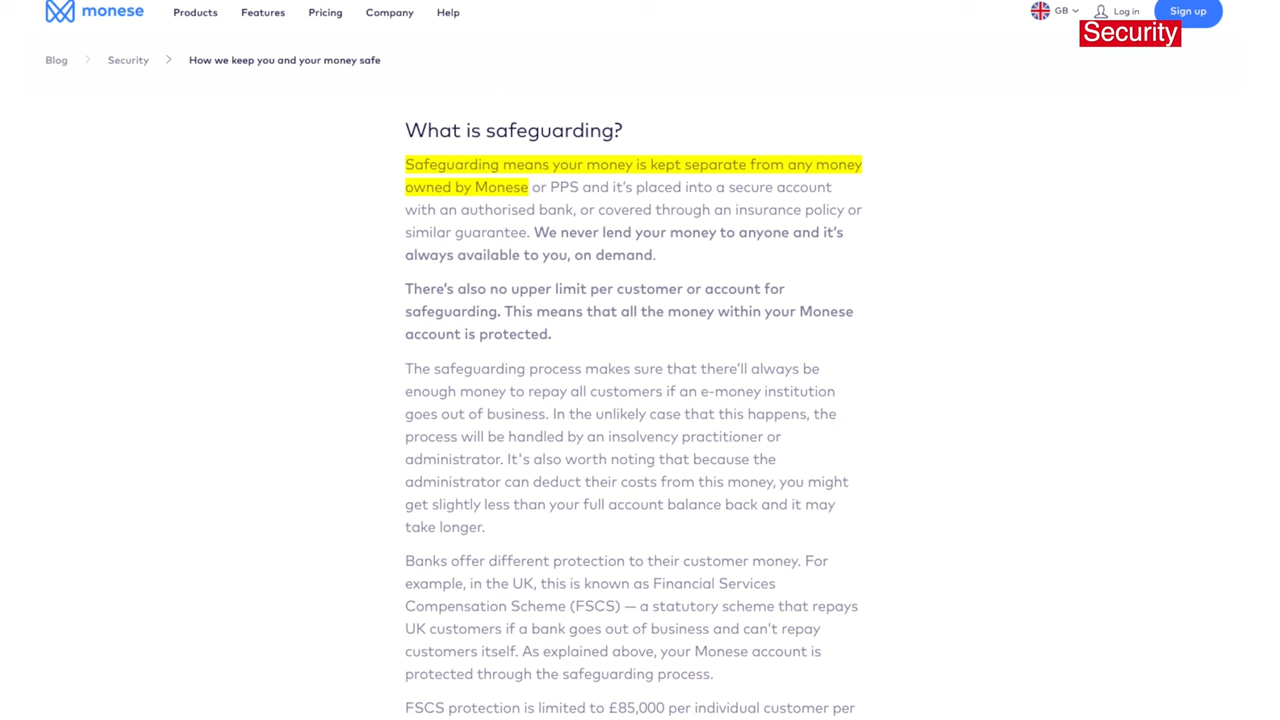 monese Products Features Pricing Company Help GB Log in Sign up
Security
Blog Security How we keep you and your money safe
What is safeguarding?
Safeguarding means your money is kept separate from any money
owned by Monese or PPS and it’s placed into a secure account
with an authorised bank, or covered through an insurance policy or
similar guarantee. We never lend your money to anyone and it’s
always available to you, on demand.
There’s also no upper limit per customer or account for
safeguarding. This means that all the money within your Monese
account is protected.
The safeguarding process makes sure that there’ll always be
enough money to repay all customers if an e-money institution
goes out of business. In the unlikely case that this happens, the
process will be handled by an insolvency practitioner or
administrator. It's also worth noting that because the
administrator can deduct their costs from this money, you might
get slightly less than your full account balance back and it may
take longer.
Banks offer different protection to their customer money. For
example, in the UK, this is known as Financial Services
Compensation Scheme (FSCS) — a statutory scheme that repays
UK customers if a bank goes out of business and can’t repay
customers itself. As explained above, your Monese account is
protected through the safeguarding process.
FSCS protection is limited to £85,000 per individual customer per